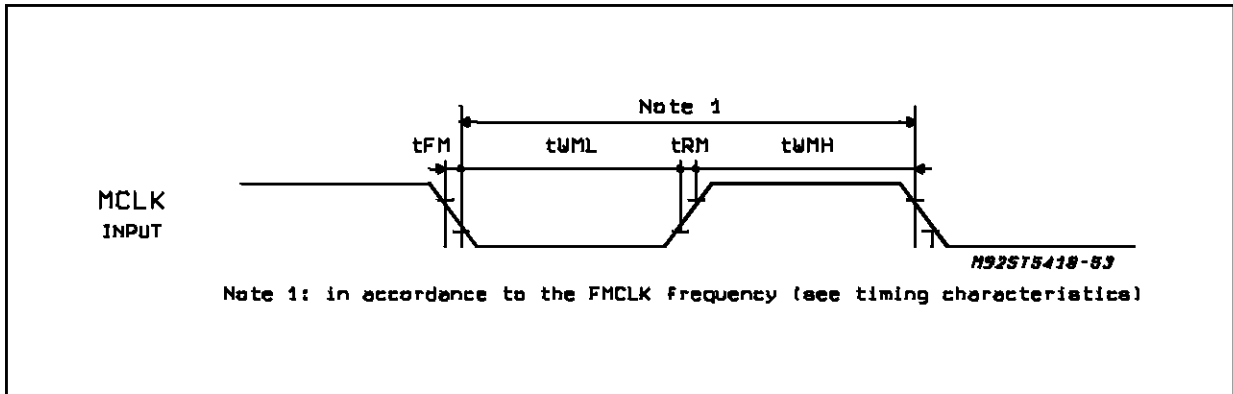 Note 1
tFM tWML tRM tWMH
MCLK
INPUT
M92ST5418-53
Note 1: in accordance to the FMCLK frequency (see timing characteristics)